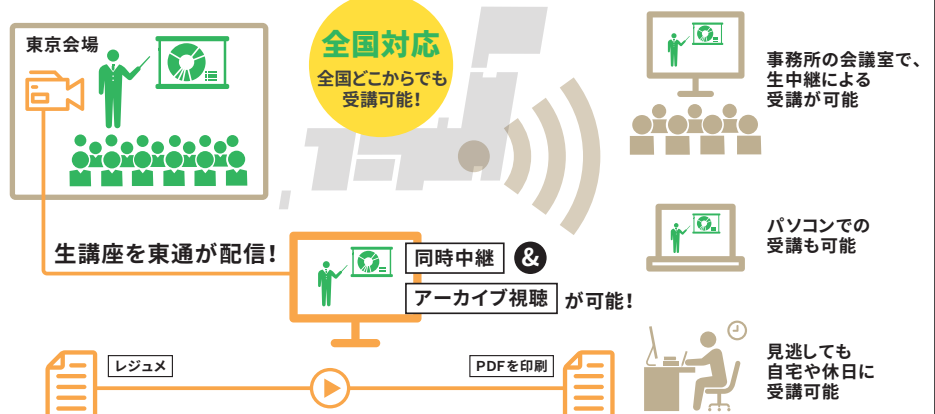 東京会場
全国対応
全国どこからでも
受講可能！
事務所の会議室で、
生中継による
受講が可能
生講座を東通が配信！
同時中継 &
アーカイブ視聴 が可能！
パソコンでの
受講も可能
レジュメ
PDFを印刷
見逃しても
自宅や休日に
受講可能